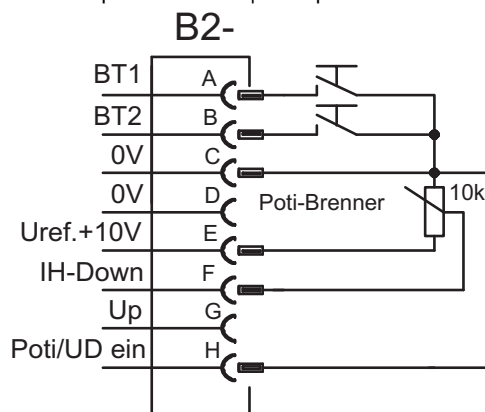 B2-
BT1 A
BT2 B
0V C
0V D
Poti-Brenner 10k
Uref.+10V E
IH-Down F
Up G
Poti/UD ein H